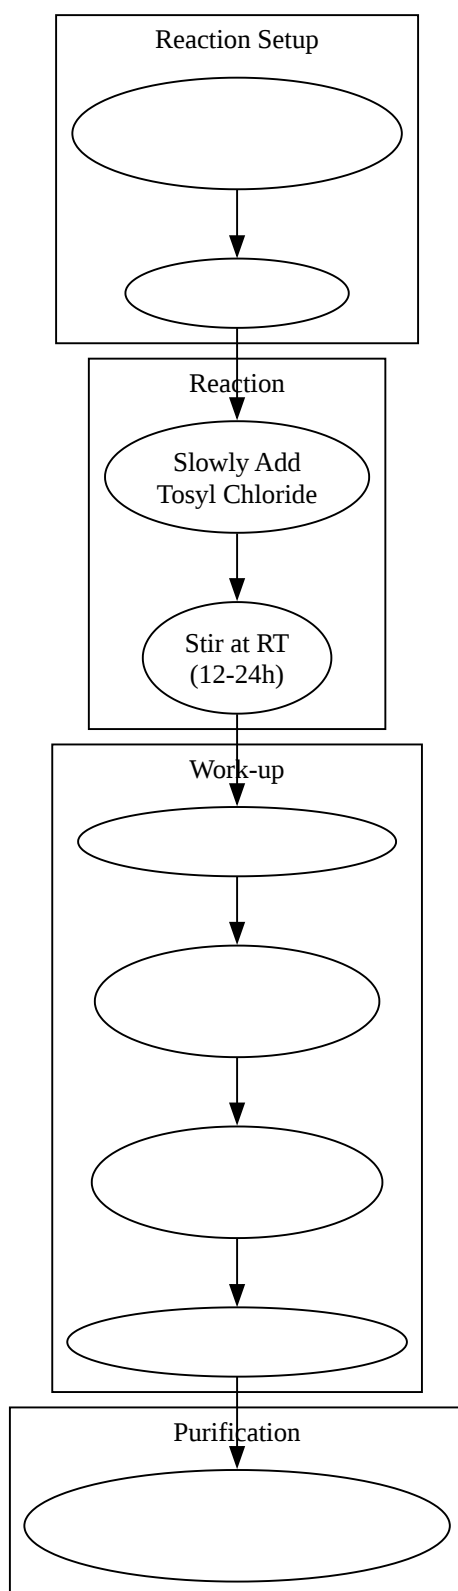 Reaction Setup
Reaction
Slowly Add
Tosyl Chloride
Stir at RT
(12-24h)
Work-up
Purification